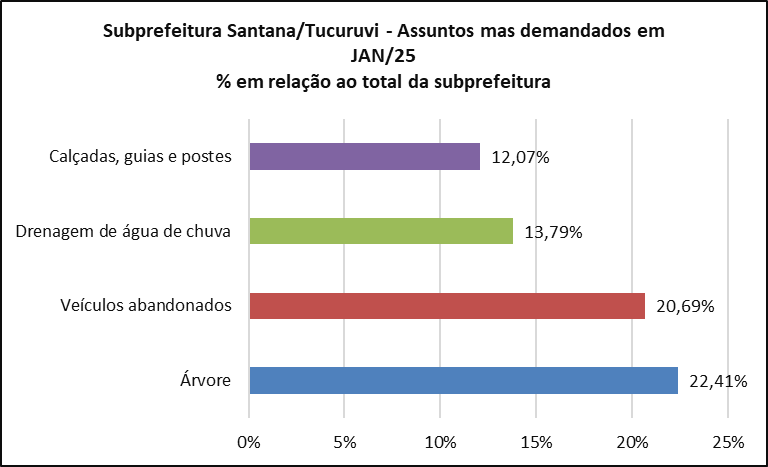 Subprefeitura Santana/Tucuruvi - Assuntos mas demandados em
JAN/25
% em relação ao total da subprefeitura
Calçadas, guias e postes
12,07%
Drenagem de água de chuva
13,79%
Veículos abandonados
20,69%
Árvore
22,41%
0%
5%
10%
15%
20%
25%